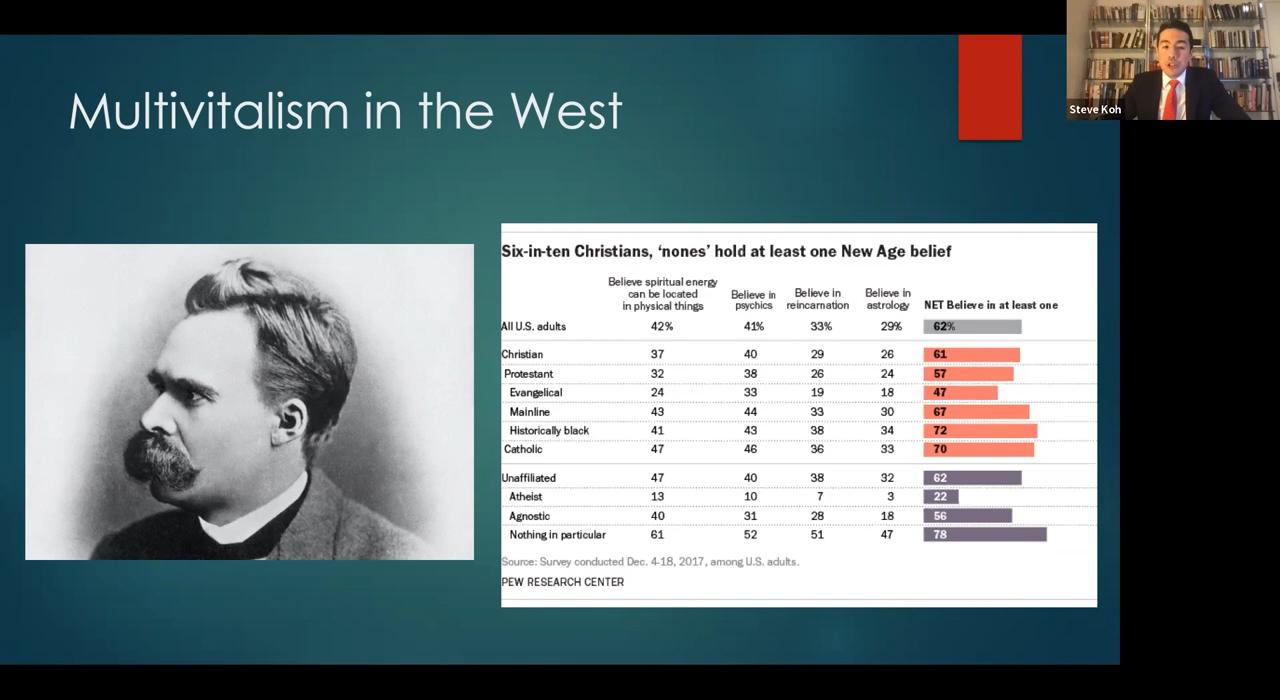 Multivitalism in the West
Steve Koh
Six-in-ten Christians, ‘nones’ hold at least one New Age belief
Believe spiritual energy
can be located
in physical things
Believe in
psychics
Believe in
reincarnation
Believe in
astrology
NET Believe in at least one
All U.S. adults 42% 41% 33% 29% 62%
Christian 37 40 29 26 61
Protestant 32 38 26 24 57
Evangelical 24 33 19 18 47
Mainline 43 44 33 30 67
Historically black 41 43 38 34 72
Catholic 47 46 36 33 70
Unaffiliated 47 40 38 32 62
Atheist 13 10 7 3 22
Agnostic 40 31 28 18 56
Nothing in particular 61 52 51 47 78
Source: Survey conducted Dec. 4-18, 2017, among U.S. adults.
PEW RESEARCH CENTER